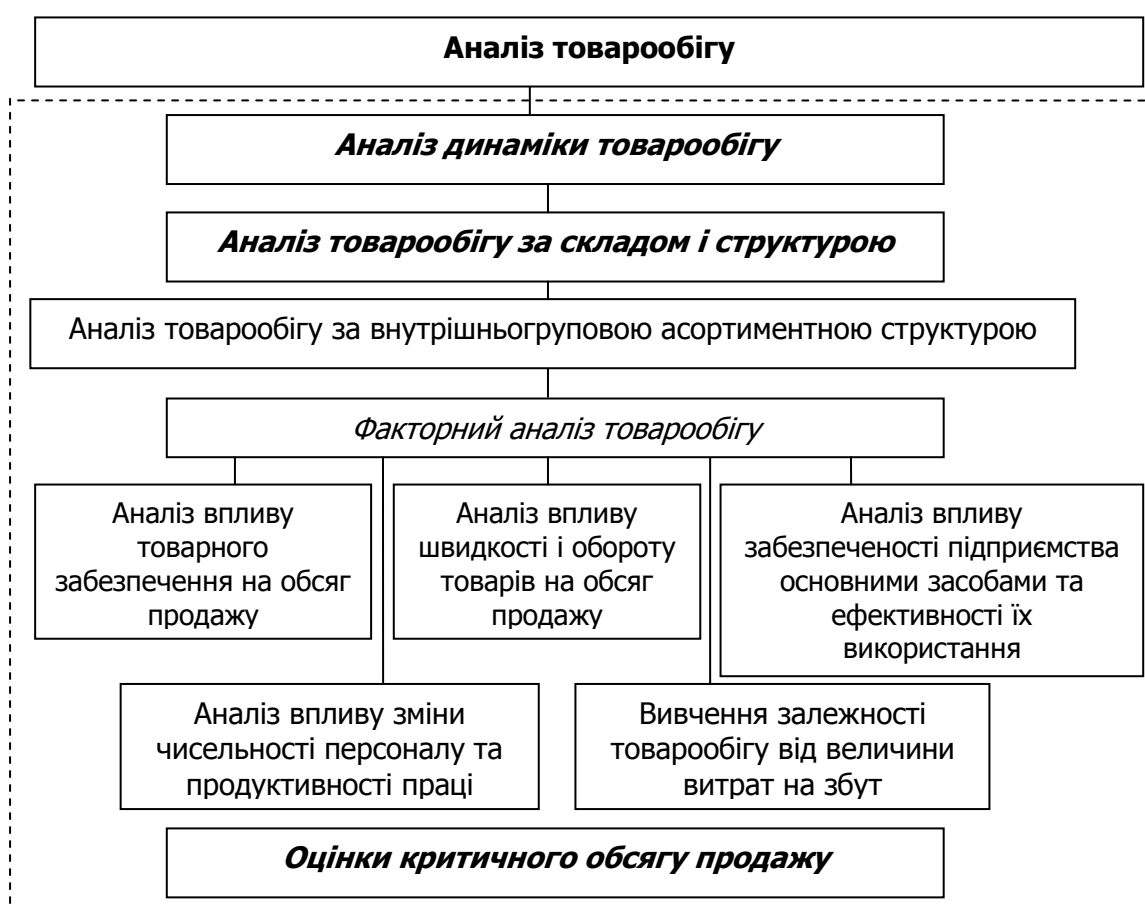 Аналіз товарообігу
Аналіз динаміки товарообігу
Аналіз товарообігу за складом і структурою
Аналіз товарообігу за внутрішньогруповою асортиментною структурою
Факторний аналіз товарообігу
Аналіз впливу
товарного
забезпечення на обсяг
продажу
Аналіз впливу
швидкості і обороту
товарів на обсяг
продажу
Аналіз впливу
забезпеченості підприємства
основними засобами та
ефективності їх
використання
Аналіз впливу зміни
чисельності персоналу та
продуктивності праці
Вивчення залежності
товарообігу від величини
витрат на збут
Оцінки критичного обсягу продажу